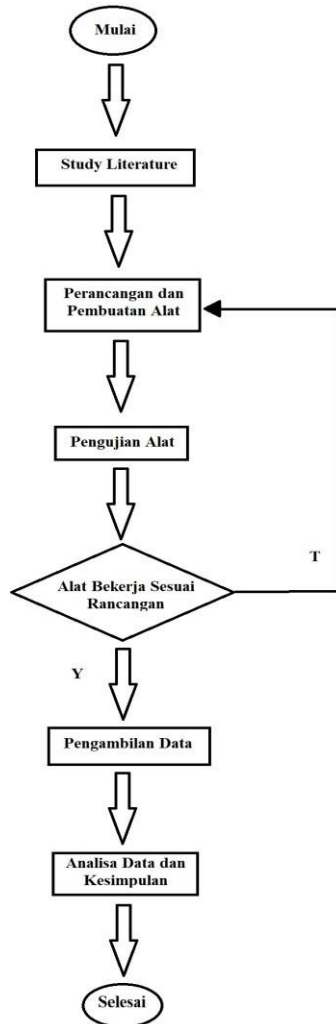 Mulai
Study Literature
Perancangan dan
Pembuatan Alat
Pengujian Alat
Alat Bekerja Sesuai
Rancangan
T
Y
Pengambilan Data
Analisa Data dan
Kesimpulan
Selesai